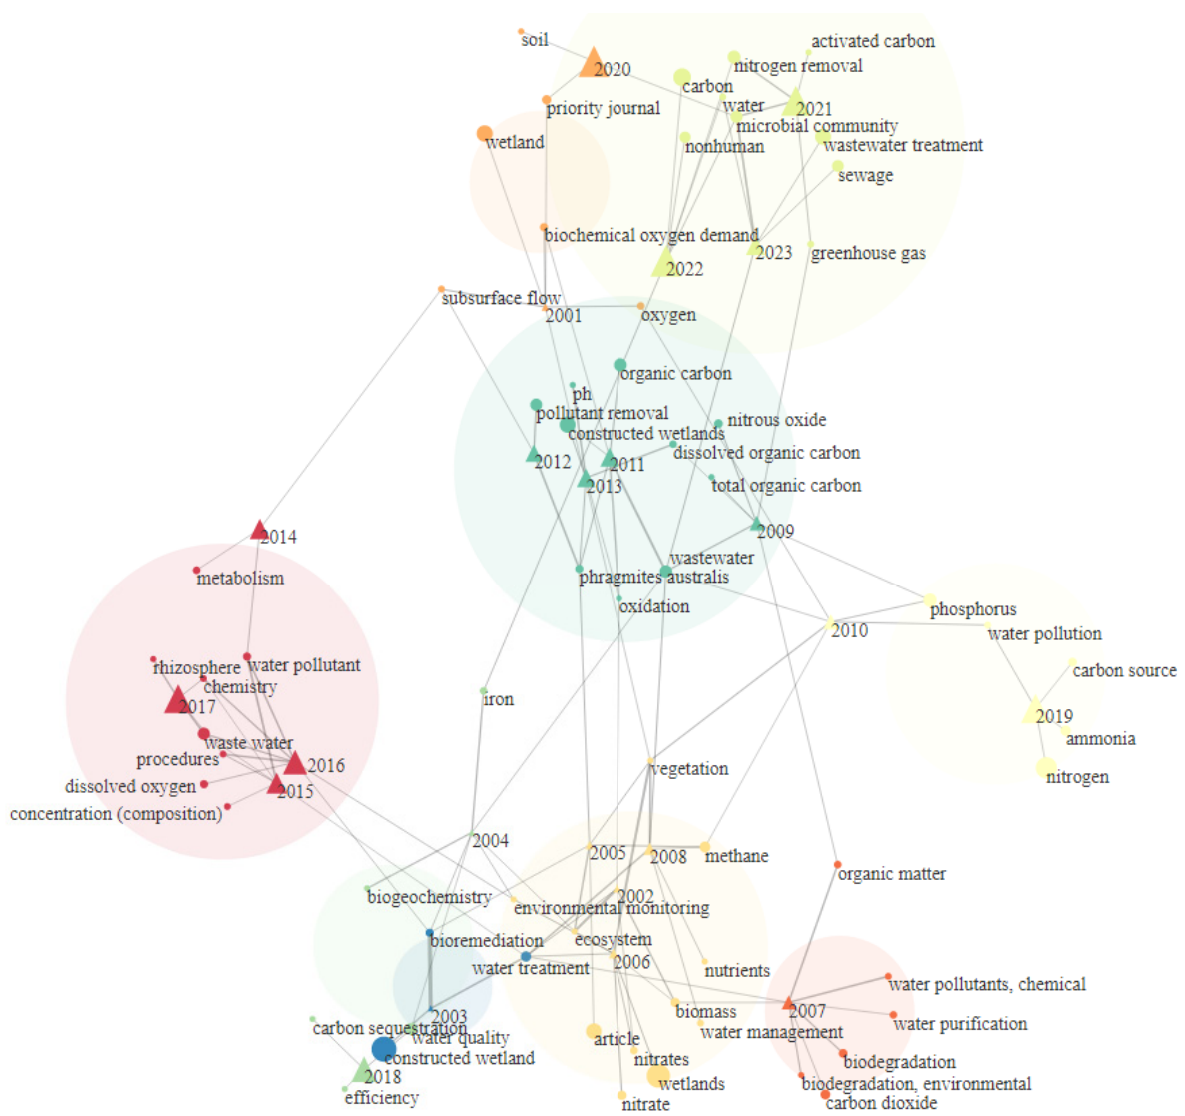 soil
2020
activated carbon
nitrogen removal
carbon
water
2021
priority journal
microbial community
wetland
nonhuman
wastewater treatment
sewage
biochemical oxygen demand
2023
greenhouse gas
2022
subsurface flow
2001
oxygen
organic carbon
ph
pollutant removal
nitrous oxide
constructed wetlands
dissolved organic carbon
2012
2011
2013
total organic carbon
2009
2014
wastewater
metabolism
phragmites australis
oxidation
phosphorus
2010
water pollution
rhizosphere
water pollutant
chemistry
carbon source
2017
iron
2019
waste water
ammonia
procedures
2016
vegetation
nitrogen
dissolved oxygen
2015
concentration (composition)
2004
2005
2008
methane
organic matter
biogeochemistry
2002
environmental monitoring
bioremediation
ecosystem
water treatment
2006
nutrients
water pollutants, chemical
biomass
2007
2003
carbon sequestration
water quality
water management
water purification
article
constructed wetland
nitrates
biodegradation
2018
wetlands
biodegradation, environmental
efficiency
nitrate
carbon dioxide